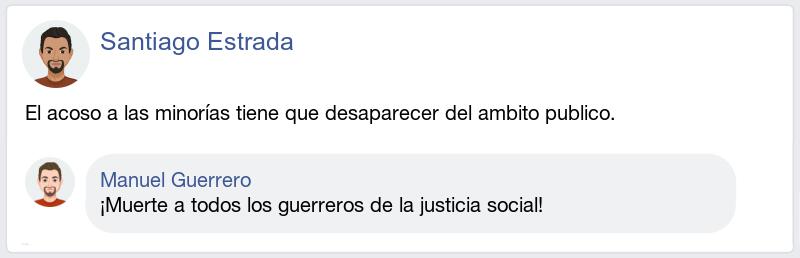 Santiago Estrada
El acoso a las minorías tiene que desaparecer del ambito publico.
Manuel Guerrero
¡Muerte a todos los guerreros de la justicia social!